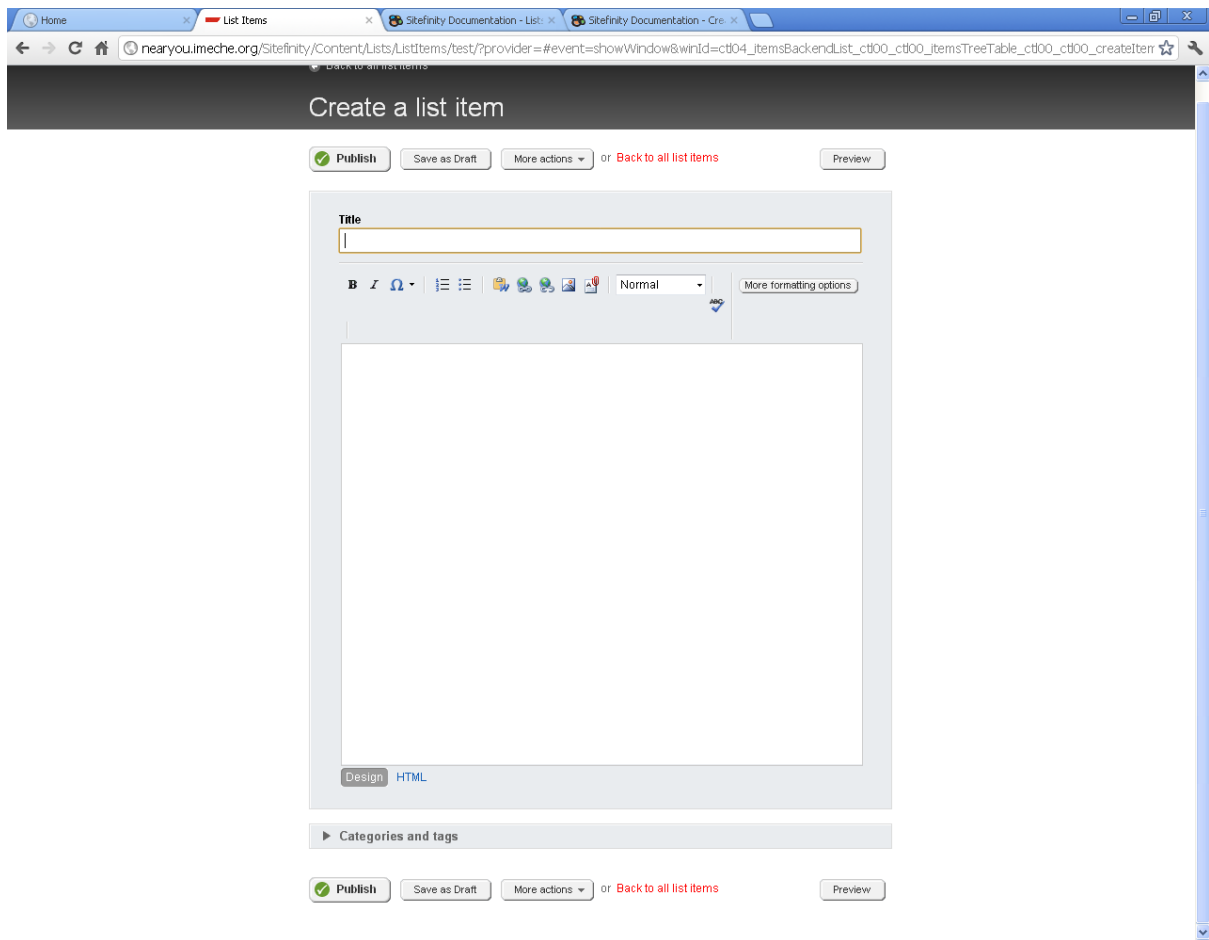 Home
List Items
Sitefinity Documentation - Lists
Sitefinity Documentation - Cre
nearyou.imeche.org/Sitefinity/Content/Lists/ListItems/test/?provider=#event=showWindow&winId=ctl04_itemsBackendList_ctl00_ctl00_itemsTreeTable_ctl00_ctl00_createItem
Back to all list items
Create a list item
Publish Save as Draft More actions or Back to all list items Preview
Title
B I Ω Normal More formatting options
ABC
Design HTML
Categories and tags
Publish Save as Draft More actions or Back to all list items Preview